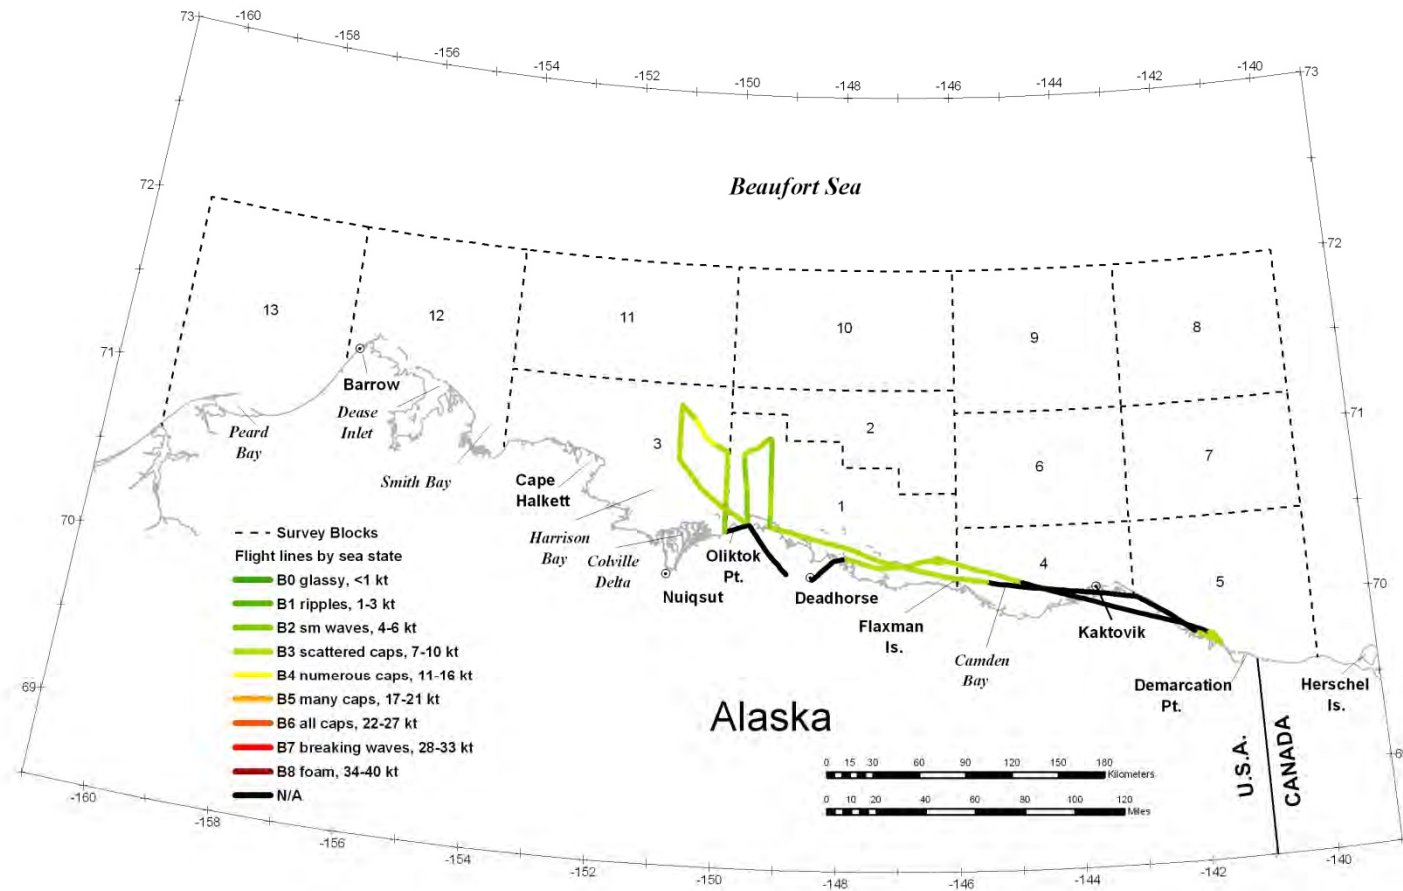 73
-160
-158
-156
-154
-152
-150
-148
-146
-144
-142
-140
73
72
Beaufort Sea
72
13
12
11
10
9
8
71
Barrow
Dease
Inlet
Peard
Bay
Smith Bay
71
3
2
6
7
Cape
Halkett
1
70
Harrison
Bay
Colville
Delta
Oliktok
Pt.
Nuiqsut
Deadhorse
4
5
70
Flaxman
Is.
Kaktovik
Camden
Bay
Demarcation
Pt.
Herschel
Is.
Survey Blocks
Flight lines by sea state
B0 glassy, <1 kt
B1 ripples, 1-3 kt
B2 sm waves, 4-6 kt
B3 scattered caps, 7-10 kt
B4 numerous caps, 11-16 kt
B5 many caps, 17-21 kt
B6 all caps, 22-27 kt
B7 breaking waves, 28-33 kt
B8 foam, 34-40 kt
N/A
69
Alaska
U.S.A.
CANADA
0 15 30 60 90 120 150 180
Kilometers
0 10 20 40 60 80 100 120
Miles
-160
-158
-156
-154
-152
-150
-148
-146
-144
-142
-140